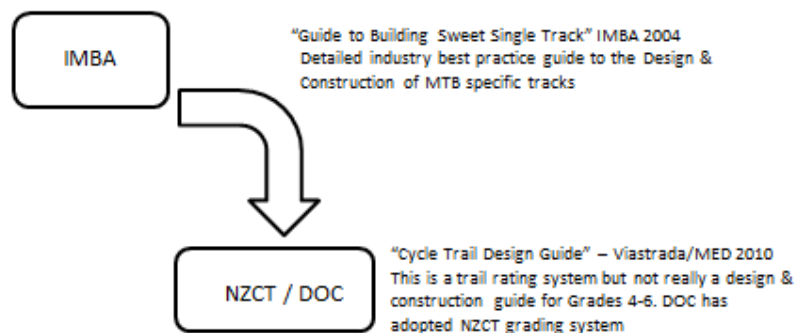 IMBA
"Guide to Building Sweet Single Track" IMBA 2004
Detailed industry best practice guide to the Design &
Construction of MTB specific tracks
NZCT / DOC
"Cycle Trail Design Guide" – Viastrada/MED 2010
This is a trail rating system but not really a design &
construction guide for Grades 4-6. DOC has
adopted NZCT grading system